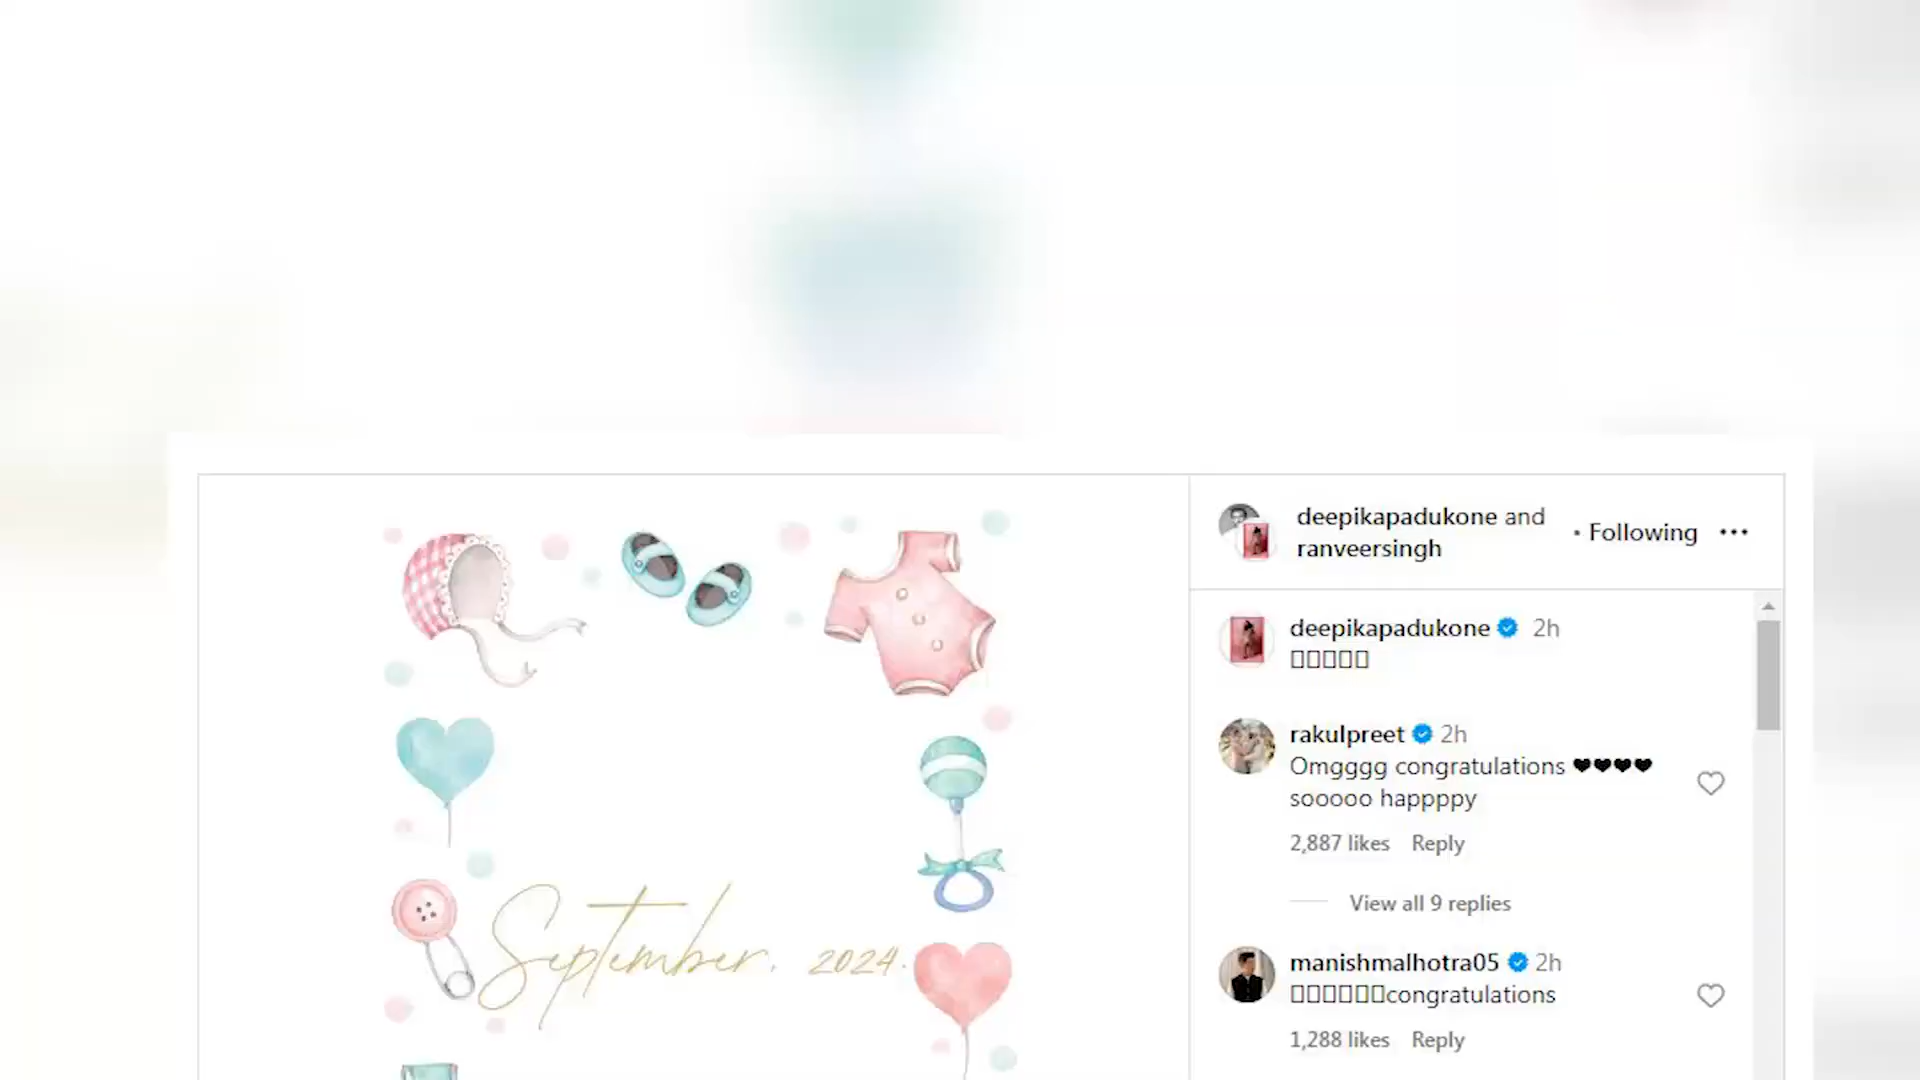 September. 2024.
deepikapadukone and
ranveersingh
• Following •••
deepikapadukone 2h
rakulpreet 2h
Omgggg congratulations ♥♥♥♥
sooooo happppy
2,887 likes Reply
View all 9 replies
manishmalhotra05 2h
□□□□□□congratulations
1,288 likes Reply